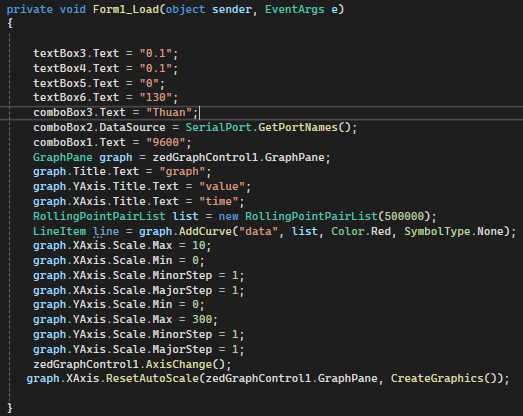 private void Form1_Load(object sender, EventArgs e)
{
textBox3.Text = "0.1";
textBox4.Text = "0.1";
textBox5.Text = "0";
textBox6.Text = "130";
comboBox3.Text = "Thuan";
comboBox2.DataSource = SerialPort.GetPortNames();
comboBox1.Text = "9600";
GraphPane graph = zedGraphControl1.GraphPane;
graph.Title.Text = "graph";
graph.YAxis.Title.Text = "value";
graph.XAxis.Title.Text = "time";
RollingPointPairList list = new RollingPointPairList(500000);
LineItem line = graph.AddCurve("data", list, Color.Red, SymbolType.None);
graph.XAxis.Scale.Max = 10;
graph.XAxis.Scale.Min = 0;
graph.XAxis.Scale.MinorStep = 1;
graph.XAxis.Scale.MajorStep = 1;
graph.YAxis.Scale.Min = 0;
graph.YAxis.Scale.Max = 300;
graph.YAxis.Scale.MinorStep = 1;
graph.YAxis.Scale.MajorStep = 1;
zedGraphControl1.AxisChange();
graph.XAxis.ResetAutoScale(zedGraphControl1.GraphPane, CreateGraphics());
}